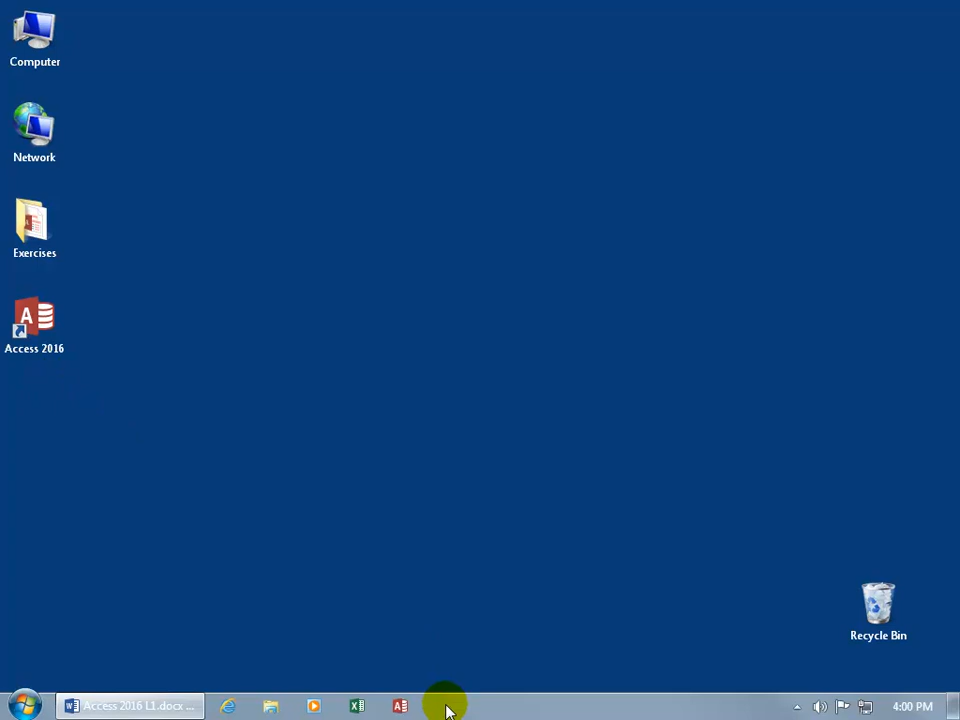 Computer
Network
Exercises
Access 2016
Recycle Bin
Access 2016 L1.docx ...
4:00 PM